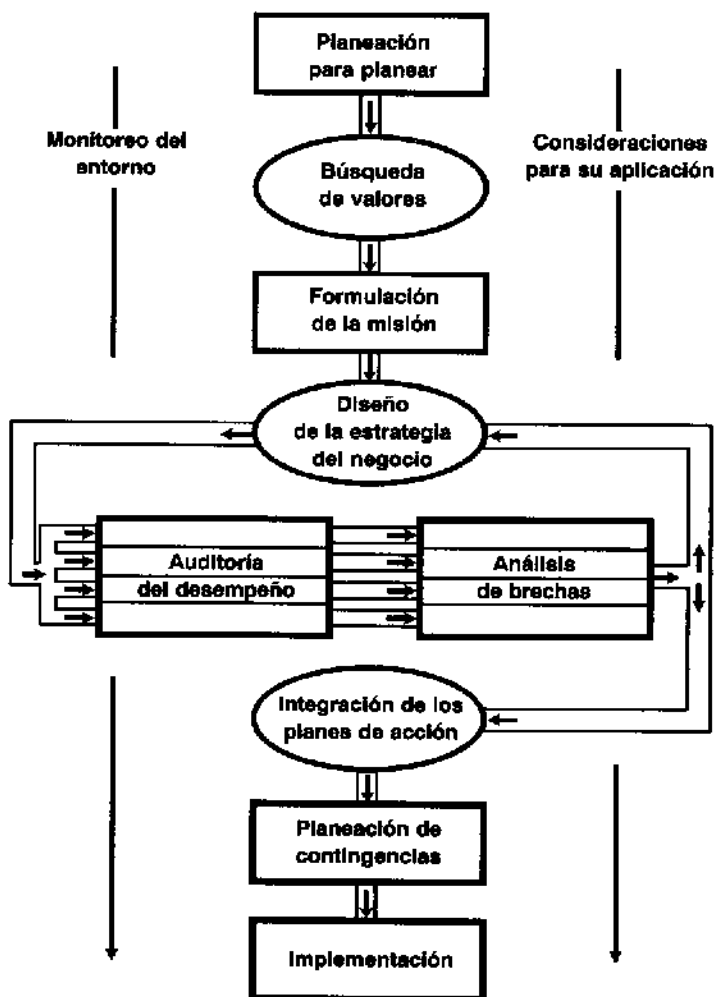 Planeación
para planear
Monitoreo del
entorno
Consideraciones
para su aplicación
Búsqueda
de valores
Formulación
de la misión
Diseño
de la estrategia
del negocio
Auditoría
del desempeño
Análisis
de brechas
Integración de los
planes de acción
Planeación de
contingencias
Implementación